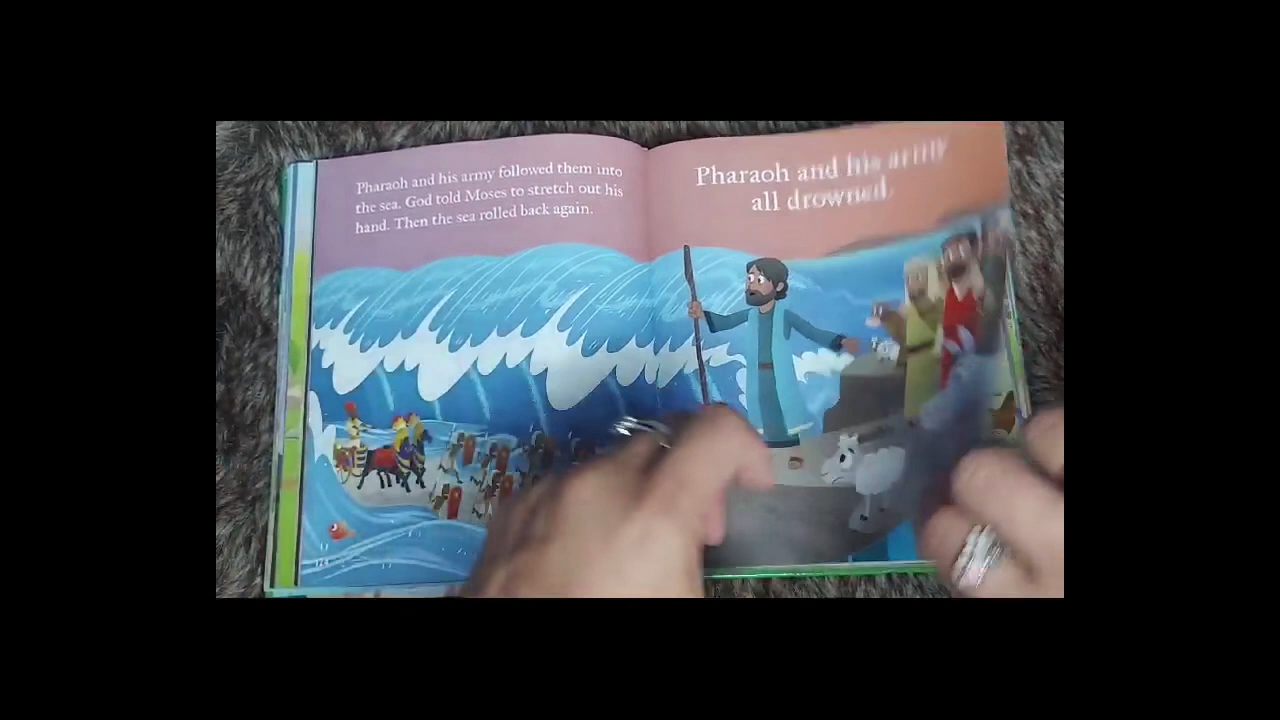 Pharaoh and his army followed them into
the sea. God told Moses to stretch out his
hand. Then the sea rolled back again.
Pharaoh and his army
all drowned.